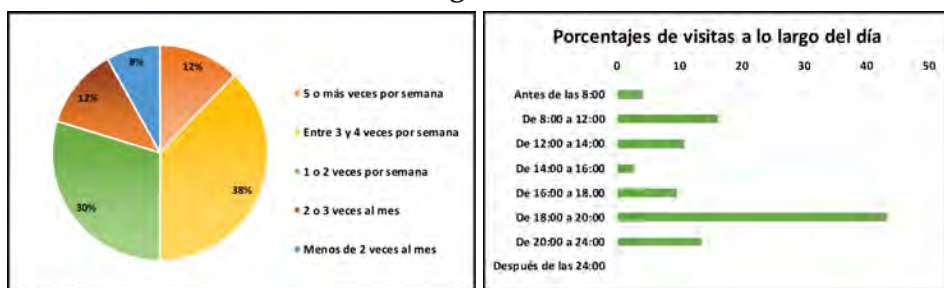 8%
12%
12%
38%
30%
5 o más veces por semana
Entre 3 y 4 veces por semana
1 o 2 veces por semana
2 o 3 veces al mes
Menos de 2 veces al mes
Porcentajes de visitas a lo largo del día
0 10 20 30 40 50
Antes de las 8:00
De 8:00 a 12:00
De 12:00 a 14:00
De 14:00 a 16:00
De 16:00 a 18.00
De 18:00 a 20:00
De 20:00 a 24:00
Después de las 24:00